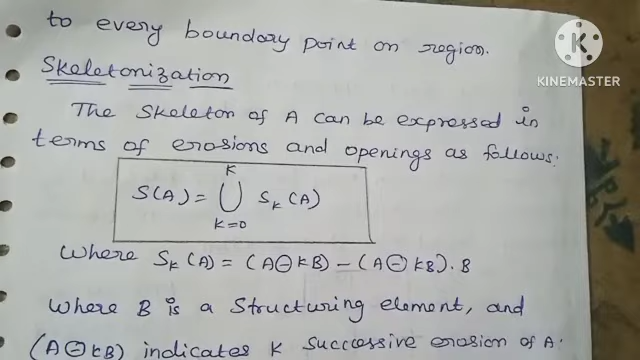 to every boundary point on region.
Skeletonization
The Skeleton of A can be expressed in
terms of erosions and openings as follows:
K
S(A) = ⋃ Sₖ(A)
K=0
Where Sₖ(A) = (A⊖kB) – (A⊖kB).B
Where B is a Structuring element, and
(A⊖kB) indicates K successive erosion of A.
K
KINEMASTER